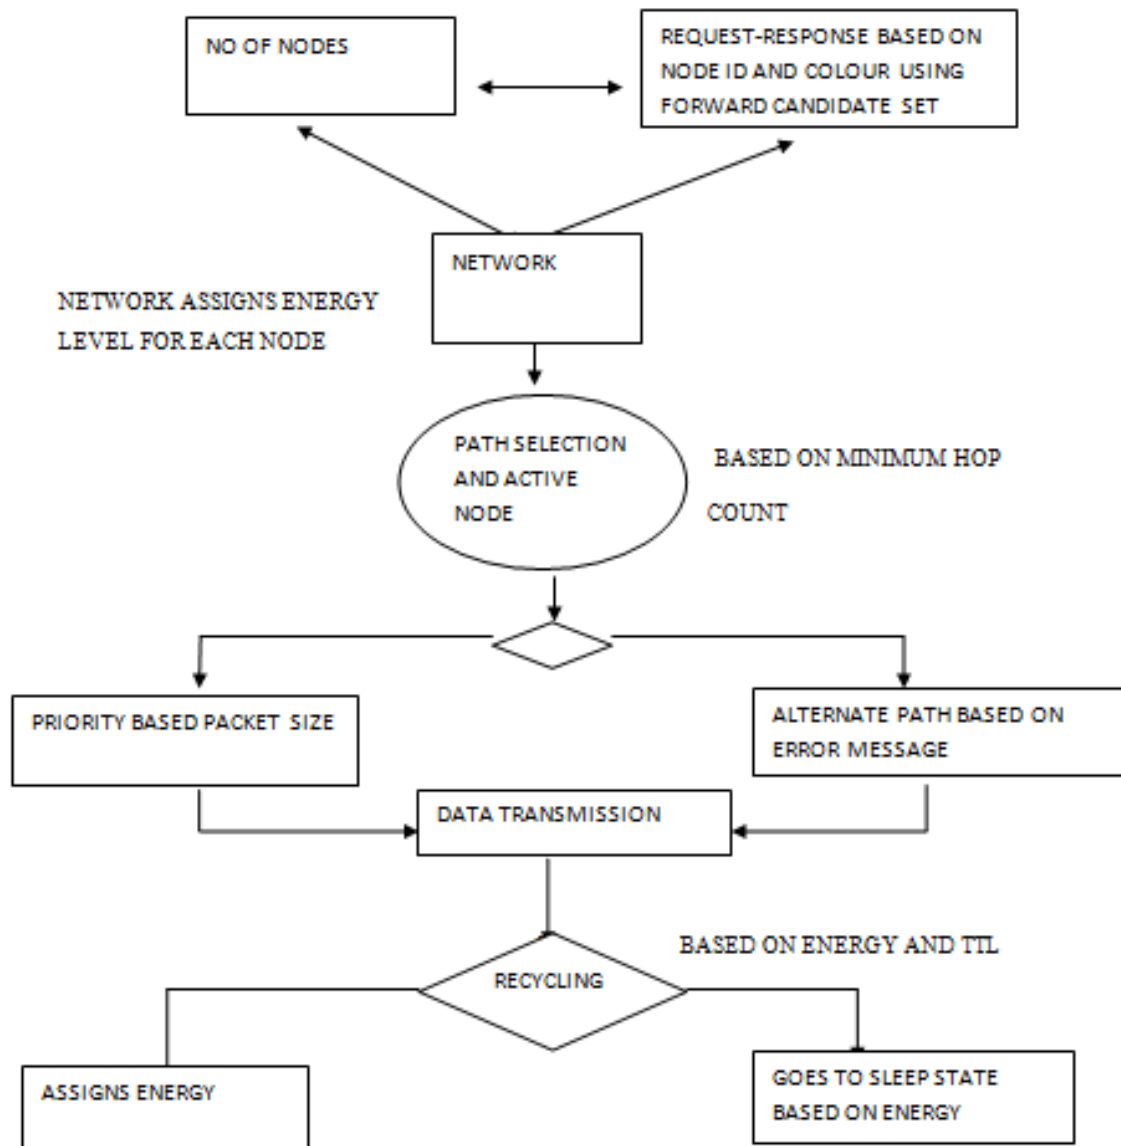 NO OF NODES
REQUEST-RESPONSE BASED ON
NODE ID AND COLOUR USING
FORWARD CANDIDATE SET
NETWORK
NETWORK ASSIGNS ENERGY
LEVEL FOR EACH NODE
PATH SELECTION
AND ACTIVE
NODE
BASED ON MINIMUM HOP
COUNT
PRIORITY BASED PACKET SIZE
ALTERNATE PATH BASED ON
ERROR MESSAGE
DATA TRANSMISSION
BASED ON ENERGY AND TTL
RECYCLING
ASSIGNS ENERGY
GOES TO SLEEP STATE
BASED ON ENERGY